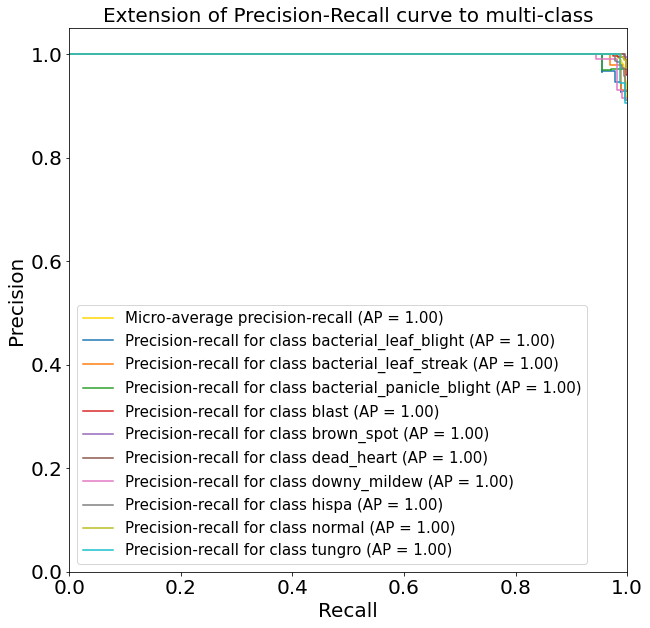 Extension of Precision-Recall curve to multi-class
1.0
0.8
0.6
0.4
0.2
0.0
Precision
Micro-average precision-recall (AP = 1.00)
Precision-recall for class bacterial_leaf_blight (AP = 1.00)
Precision-recall for class bacterial_leaf_streak (AP = 1.00)
Precision-recall for class bacterial_panicle_blight (AP = 1.00)
Precision-recall for class blast (AP = 1.00)
Precision-recall for class brown_spot (AP = 1.00)
Precision-recall for class dead_heart (AP = 1.00)
Precision-recall for class downy_mildew (AP = 1.00)
Precision-recall for class hispa (AP = 1.00)
Precision-recall for class normal (AP = 1.00)
Precision-recall for class tungro (AP = 1.00)
0.0 0.2 0.4 0.6 0.8 1.0
Recall